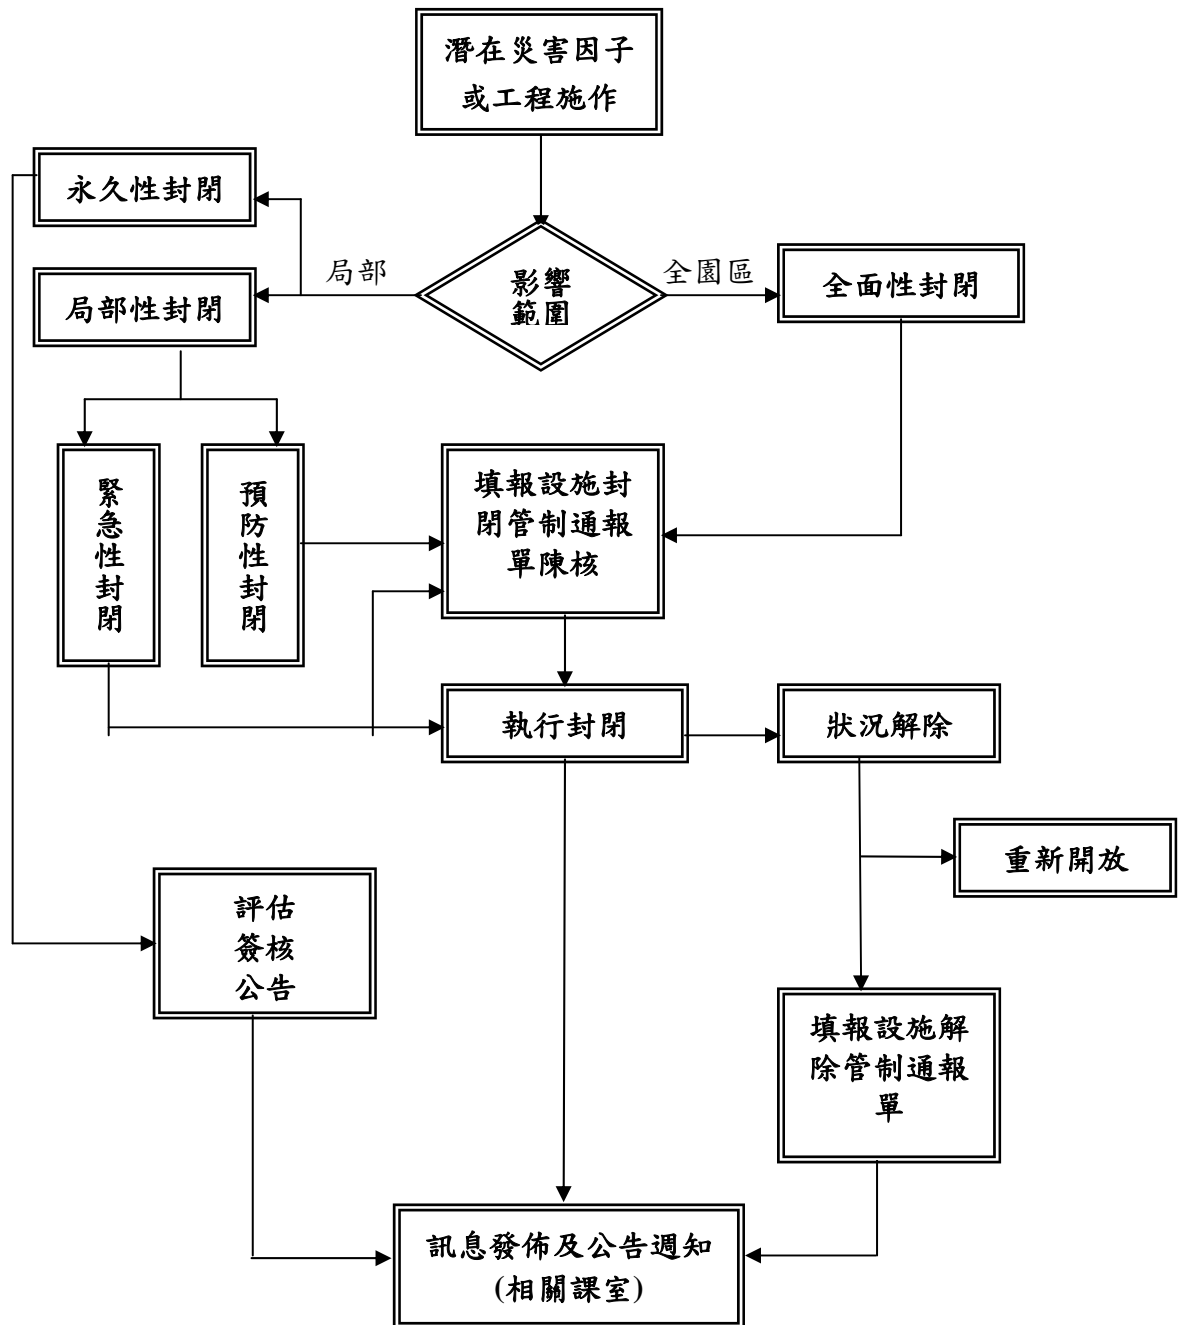 潛在災害因子
或工程施作
永久性封閉
局部
影響
範圍
全園區
全面性封閉
局部性封閉
緊急性封閉
預防性封閉
填報設施封
閉管制通報
單陳核
執行封閉
狀況解除
重新開放
評估
簽核
公告
填報設施解
除管制通報
單
訊息發佈及公告週知
(相關課室)